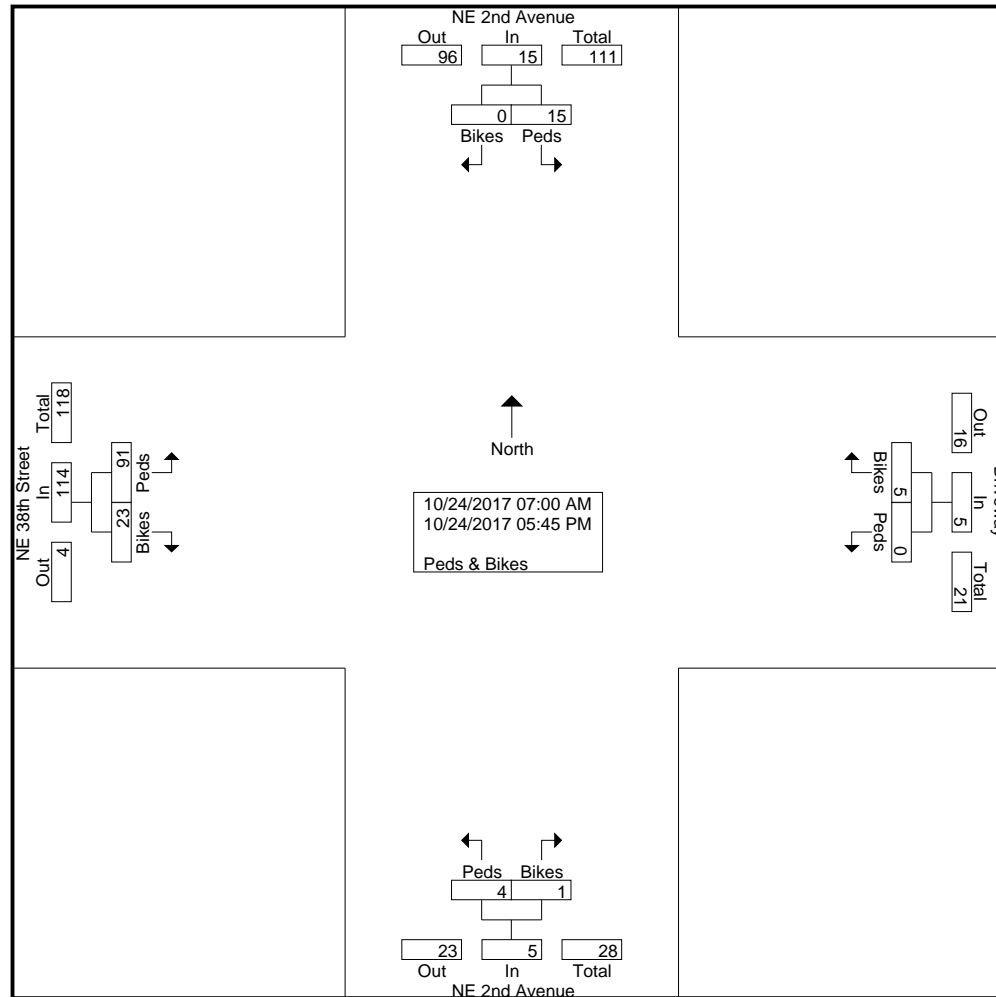 NE 2nd Avenue
Out In Total
96 15 111
0 15
Bikes Peds
North
10/24/2017 07:00 AM
10/24/2017 05:45 PM
Peds & Bikes
NE 38th Street
Out In Total
4 114 118
23 91
Bikes Peds
Out In Total
16 5 21
5 0
Bikes Peds
Peds Bikes
4 1
23 5 28
Out In Total
NE 2nd Avenue